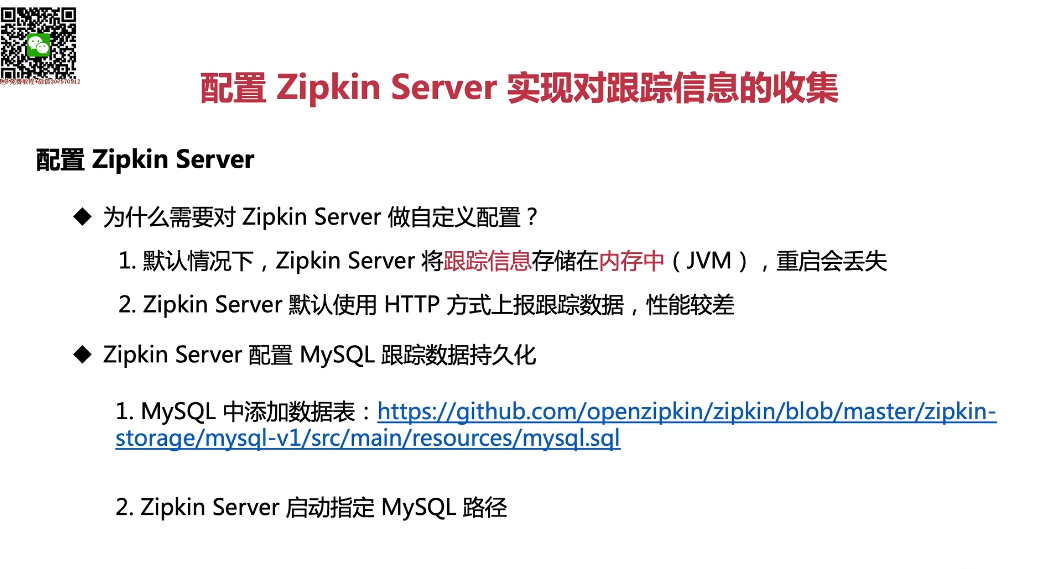 配置 Zipkin Server 实现对跟踪信息的收集
配置 Zipkin Server
◆ 为什么需要对 Zipkin Server 做自定义配置？
1. 默认情况下，Zipkin Server 将跟踪信息存储在内存中（JVM），重启会丢失
2. Zipkin Server 默认使用 HTTP 方式上报跟踪数据，性能较差
◆ Zipkin Server 配置 MySQL 跟踪数据持久化
1. MySQL 中添加数据表：https://github.com/openzipkin/zipkin/blob/master/zipkin-
storage/mysql-v1/src/main/resources/mysql.sql
2. Zipkin Server 启动指定 MySQL 路径